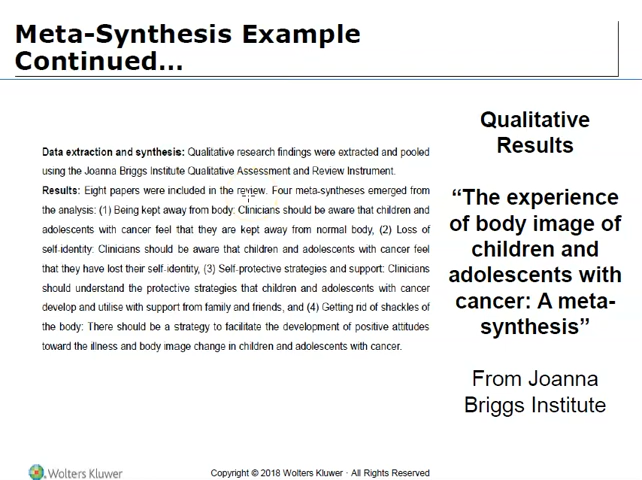 Meta-Synthesis Example
Continued…
Data extraction and synthesis: Qualitative research findings were extracted and pooled
using the Joanna Briggs Institute Qualitative Assessment and Review Instrument.
Results: Eight papers were included in the review. Four meta-syntheses emerged from
the analysis: (1) Being kept away from body: Clinicians should be aware that children and
adolescents with cancer feel that they are kept away from normal body, (2) Loss of
self-identity: Clinicians should be aware that children and adolescents with cancer feel
that they have lost their self-identity, (3) Self-protective strategies and support: Clinicians
should understand the protective strategies that children and adolescents with cancer
develop and utilise with support from family and friends, and (4) Getting rid of shackles of
the body: There should be a strategy to facilitate the development of positive attitudes
toward the illness and body image change in children and adolescents with cancer.
Qualitative
Results
“The experience
of body image of
children and
adolescents with
cancer: A meta-
synthesis”
From Joanna
Briggs Institute
Wolters Kluwer
Copyright © 2018 Wolters Kluwer · All Rights Reserved